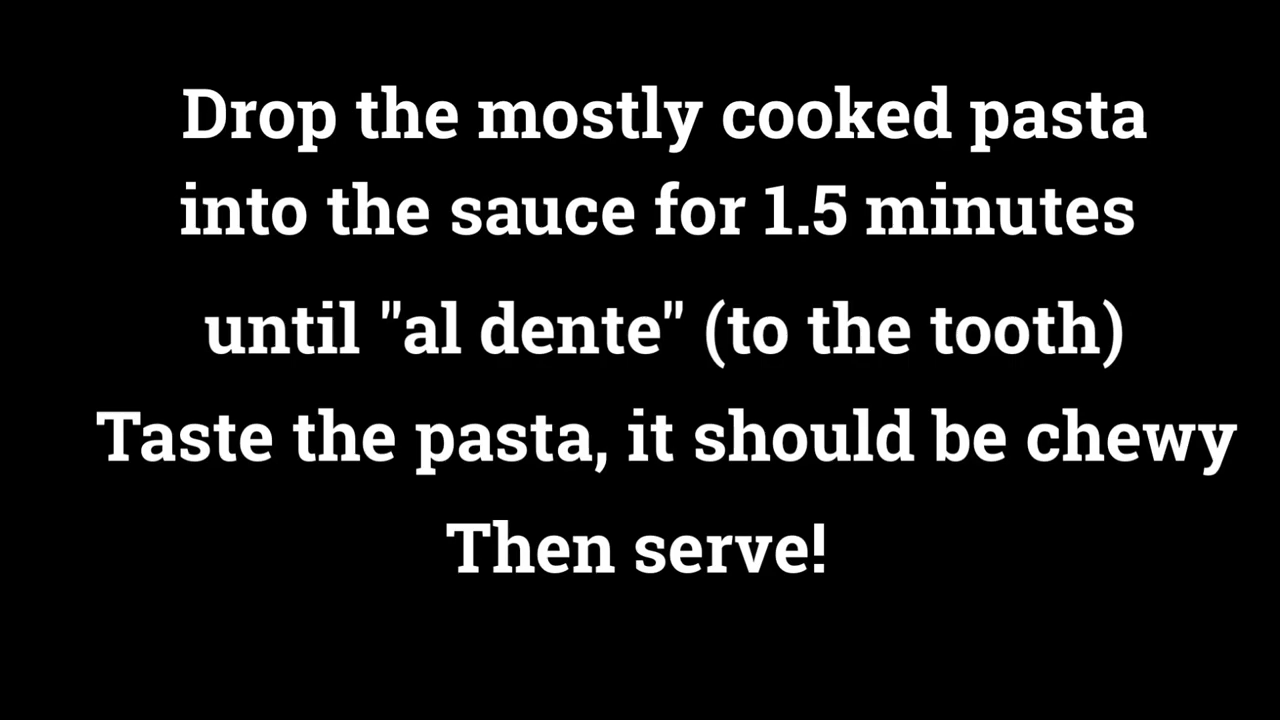 Drop the mostly cooked pasta
into the sauce for 1.5 minutes
until "al dente" (to the tooth)
Taste the pasta, it should be chewy
Then serve!